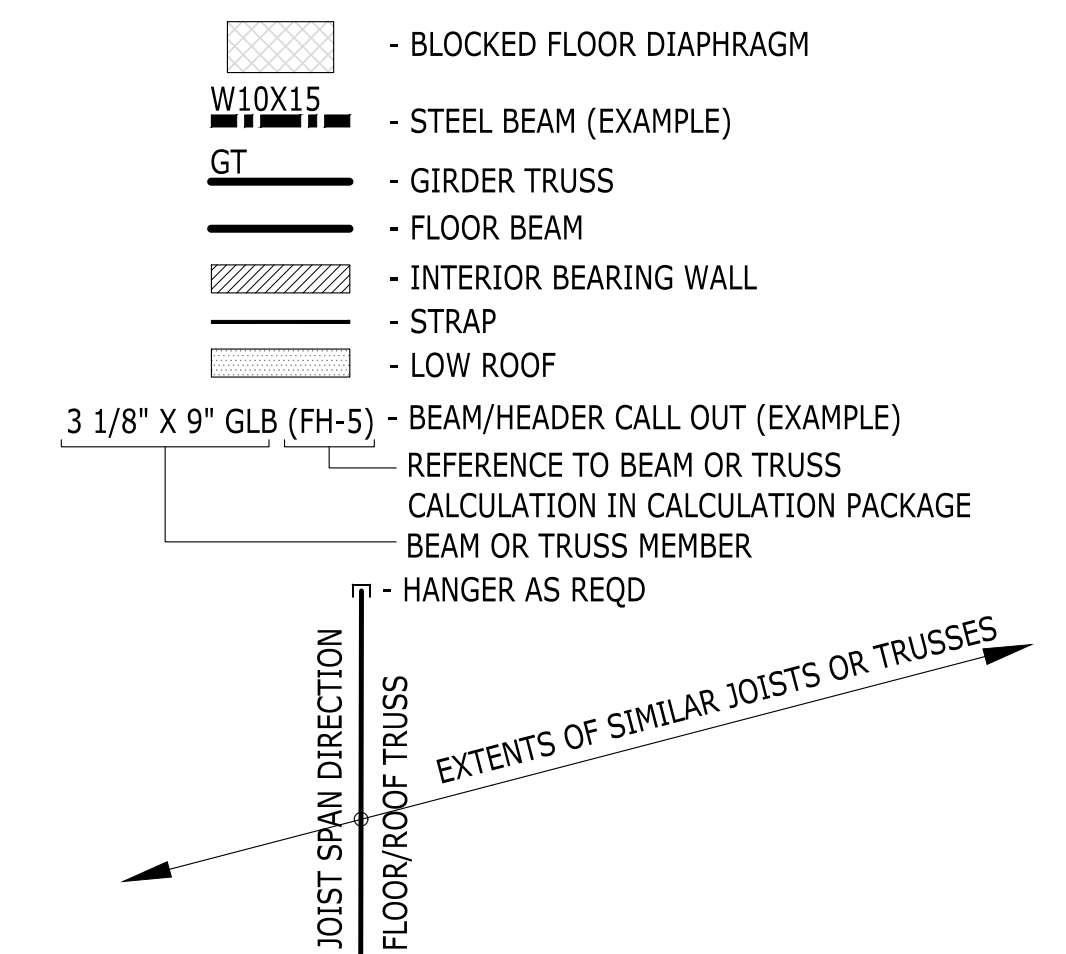 - BLOCKED FLOOR DIAPHRAGM
W10X15
- STEEL BEAM (EXAMPLE)
GT
- GIRDER TRUSS
- FLOOR BEAM
- INTERIOR BEARING WALL
- STRAP
- LOW ROOF
3 1/8" X 9" GLB (FH-5) - BEAM/HEADER CALL OUT (EXAMPLE)
REFERENCE TO BEAM OR TRUSS
CALCULATION IN CALCULATION PACKAGE
BEAM OR TRUSS MEMBER
- HANGER AS REQD
JOIST SPAN DIRECTION
FLOOR/ROOF TRUSS
EXTENTS OF SIMILAR JOISTS OR TRUSSES